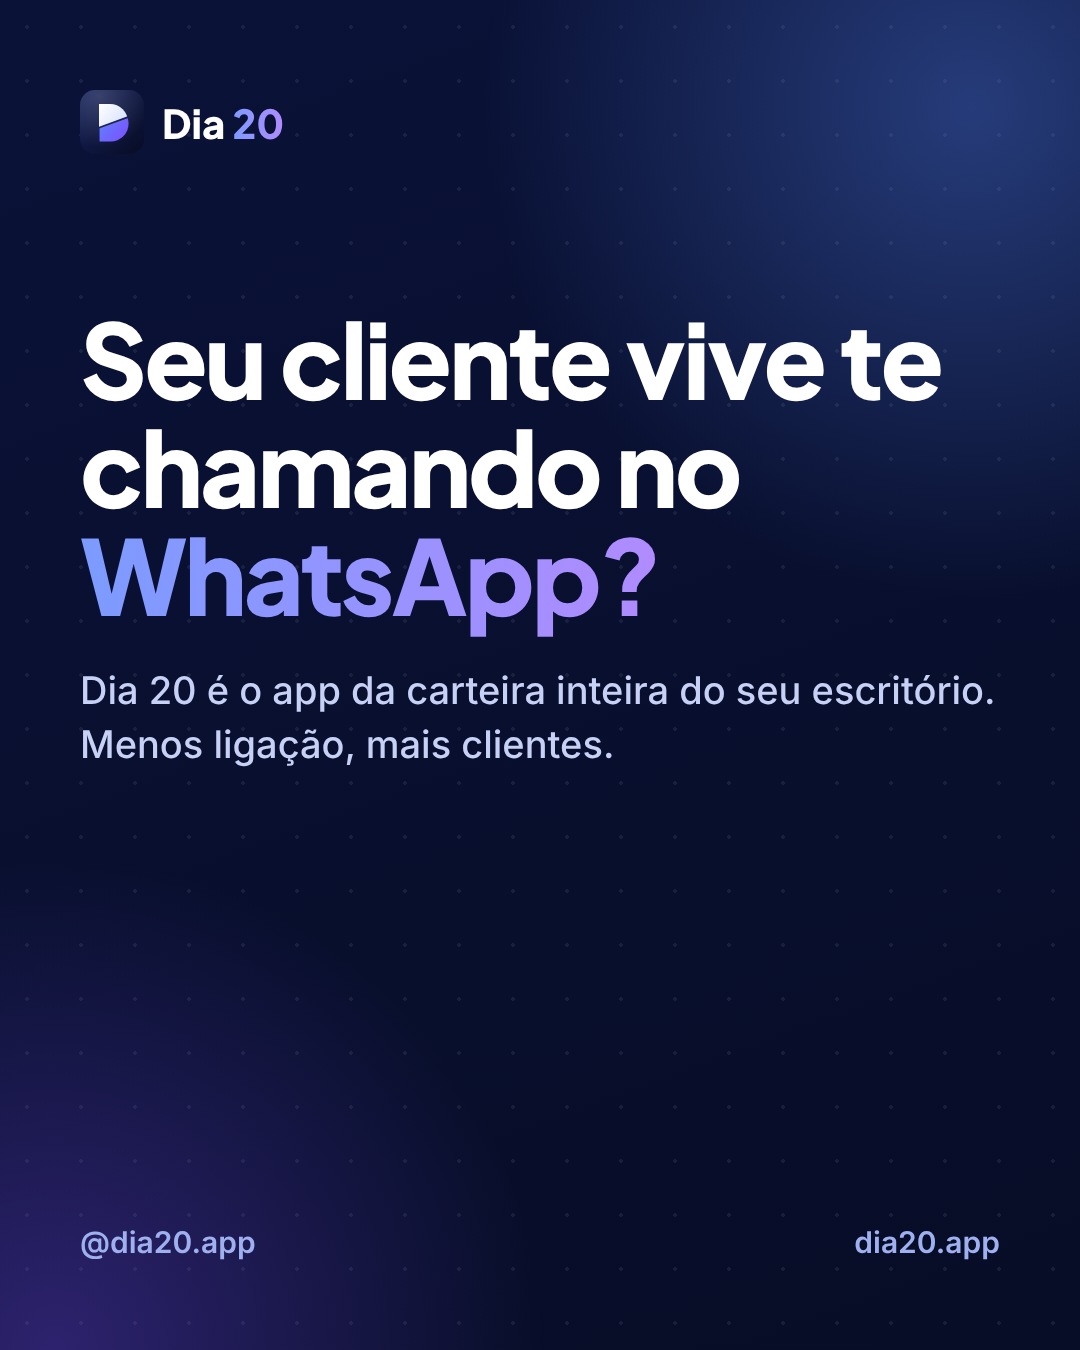 Dia 20
Seu cliente vive te
chamando no
WhatsApp?
Dia 20 é o app da carteira inteira do seu escritório.
Menos ligação, mais clientes.
@dia20.app
dia20.app